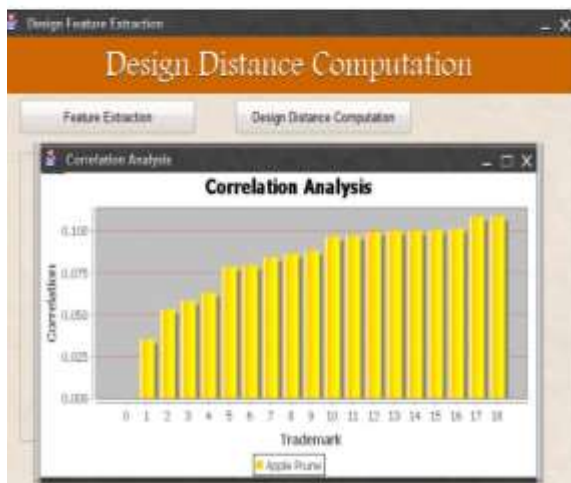 Design Feature Extraction
Design Distance Computation
Feature Extraction Design Distance Computation
Correlation Analysis
Correlation Analysis
0.100
0.075
0.050
0.025
0.000
Correlation
0 1 2 3 4 5 6 7 8 9 10 11 12 13 14 15 16 17 18
Trademark
Apple Prune